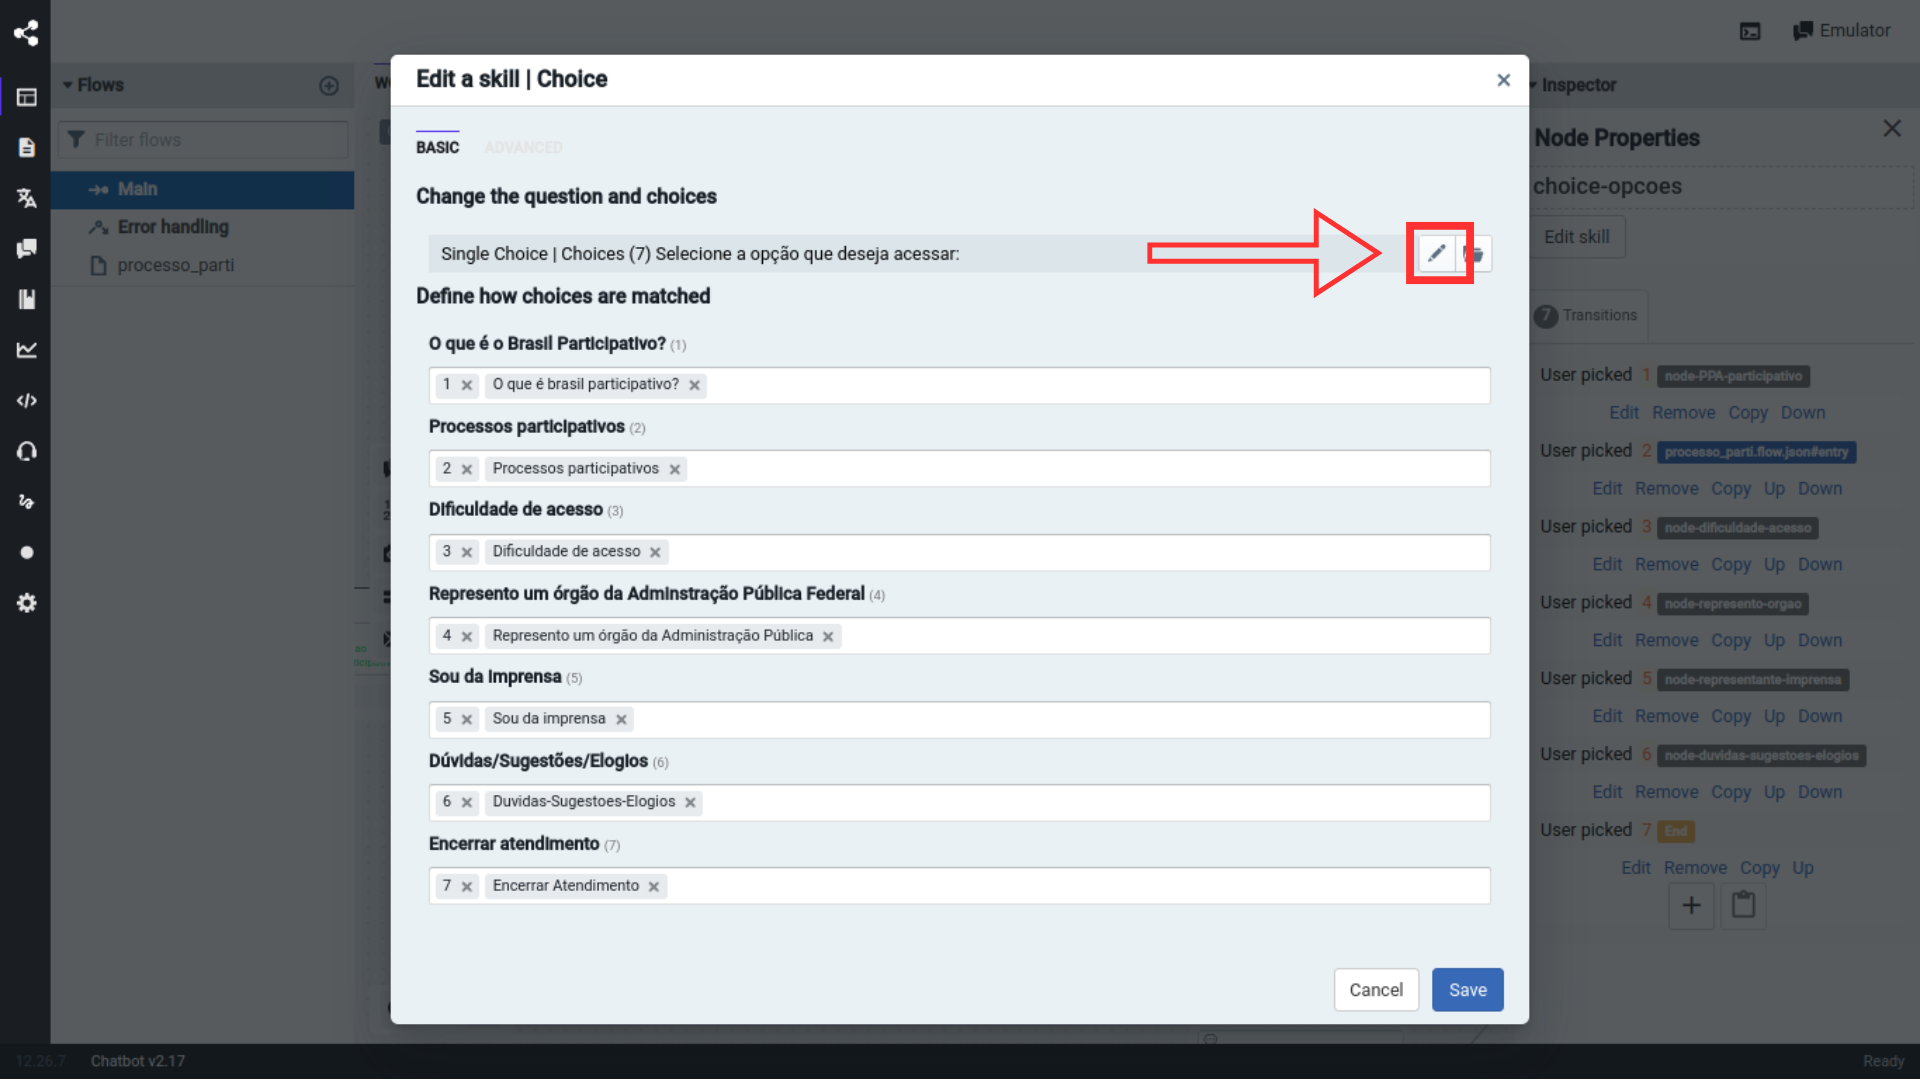 Emulator
Flows
Edit a skill | Choice
Inspector
Filter flows
BASIC ADVANCED
Node Properties
Main
Change the question and choices
choice-opcoes
Error handling
Edit skill
processo_parti
Single Choice | Choices (7) Selecione a opção que deseja acessar:
Define how choices are matched
7 Transitions
O que é o Brasil Participativo? (1)
1 O que é brasil participativo?
User picked 1 node-PPA-participativo
Edit Remove Copy Down
Processos participativos (2)
User picked 2 processo_parti.flow.json#entry
2 Processos participativos
Edit Remove Copy Up Down
Dificuldade de acesso (3)
User picked 3 node-dificuldade-acesso
3 Dificuldade de acesso
Edit Remove Copy Up Down
Represento um órgão da Adminstração Pública Federal (4)
User picked 4 node-represento-orgao
4 Represento um órgão da Administração Pública
Edit Remove Copy Up Down
Sou da Imprensa (5)
User picked 5 node-representante-imprensa
5 Sou da imprensa
Edit Remove Copy Up Down
Dúvidas/Sugestões/Elogios (6)
User picked 6 node-duvidas-sugestoes-elogios
6 Duvidas-Sugestoes-Elogios
Edit Remove Copy Up Down
Encerrar atendimento (7)
User picked 7 End
Edit Remove Copy Up
7 Encerrar Atendimento
Cancel Save
12.26.7 Chatbot v2.17
Ready